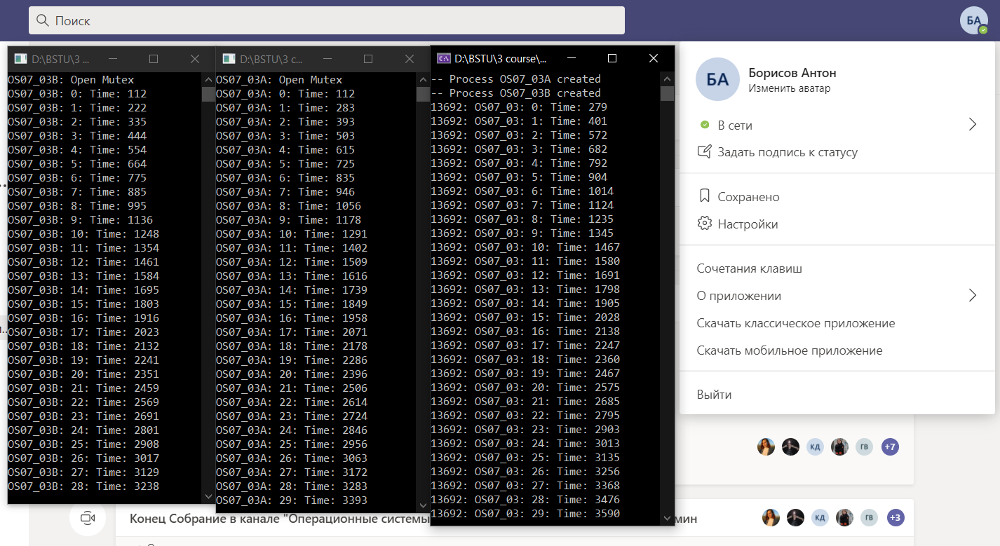 Поиск
БА
D:\BSTU\3 ...
OS07_03B: Open Mutex
OS07_03B: 0: Time: 112
OS07_03B: 1: Time: 222
OS07_03B: 2: Time: 335
OS07_03B: 3: Time: 444
OS07_03B: 4: Time: 554
OS07_03B: 5: Time: 664
OS07_03B: 6: Time: 775
OS07_03B: 7: Time: 885
OS07_03B: 8: Time: 995
OS07_03B: 9: Time: 1136
OS07_03B: 10: Time: 1248
OS07_03B: 11: Time: 1354
OS07_03B: 12: Time: 1461
OS07_03B: 13: Time: 1584
OS07_03B: 14: Time: 1695
OS07_03B: 15: Time: 1803
OS07_03B: 16: Time: 1916
OS07_03B: 17: Time: 2023
OS07_03B: 18: Time: 2132
OS07_03B: 19: Time: 2241
OS07_03B: 20: Time: 2351
OS07_03B: 21: Time: 2459
OS07_03B: 22: Time: 2569
OS07_03B: 23: Time: 2691
OS07_03B: 24: Time: 2801
OS07_03B: 25: Time: 2908
OS07_03B: 26: Time: 3017
OS07_03B: 27: Time: 3129
OS07_03B: 28: Time: 3238
D:\BSTU\3 c...
OS07_03A: Open Mutex
OS07_03A: 0: Time: 112
OS07_03A: 1: Time: 283
OS07_03A: 2: Time: 393
OS07_03A: 3: Time: 503
OS07_03A: 4: Time: 615
OS07_03A: 5: Time: 725
OS07_03A: 6: Time: 835
OS07_03A: 7: Time: 946
OS07_03A: 8: Time: 1056
OS07_03A: 9: Time: 1178
OS07_03A: 10: Time: 1291
OS07_03A: 11: Time: 1402
OS07_03A: 12: Time: 1509
OS07_03A: 13: Time: 1616
OS07_03A: 14: Time: 1739
OS07_03A: 15: Time: 1849
OS07_03A: 16: Time: 1958
OS07_03A: 17: Time: 2071
OS07_03A: 18: Time: 2178
OS07_03A: 19: Time: 2286
OS07_03A: 20: Time: 2396
OS07_03A: 21: Time: 2506
OS07_03A: 22: Time: 2614
OS07_03A: 23: Time: 2724
OS07_03A: 24: Time: 2846
OS07_03A: 25: Time: 2956
OS07_03A: 26: Time: 3063
OS07_03A: 27: Time: 3172
OS07_03A: 28: Time: 3283
OS07_03A: 29: Time: 3393
D:\BSTU\3 course\...
-- Process OS07_03A created
-- Process OS07_03B created
13692: OS07_03: 0: Time: 279
13692: OS07_03: 1: Time: 401
13692: OS07_03: 2: Time: 572
13692: OS07_03: 3: Time: 682
13692: OS07_03: 4: Time: 792
13692: OS07_03: 5: Time: 904
13692: OS07_03: 6: Time: 1014
13692: OS07_03: 7: Time: 1124
13692: OS07_03: 8: Time: 1235
13692: OS07_03: 9: Time: 1345
13692: OS07_03: 10: Time: 1467
13692: OS07_03: 11: Time: 1580
13692: OS07_03: 12: Time: 1691
13692: OS07_03: 13: Time: 1798
13692: OS07_03: 14: Time: 1905
13692: OS07_03: 15: Time: 2028
13692: OS07_03: 16: Time: 2138
13692: OS07_03: 17: Time: 2247
13692: OS07_03: 18: Time: 2360
13692: OS07_03: 19: Time: 2467
13692: OS07_03: 20: Time: 2575
13692: OS07_03: 21: Time: 2685
13692: OS07_03: 22: Time: 2795
13692: OS07_03: 23: Time: 2903
13692: OS07_03: 24: Time: 3013
13692: OS07_03: 25: Time: 3135
13692: OS07_03: 26: Time: 3256
13692: OS07_03: 27: Time: 3368
13692: OS07_03: 28: Time: 3476
13692: OS07_03: 29: Time: 3590
БА
Борисов Антон
Изменить аватар
В сети
Задать подпись к статусу
Сохранено
Настройки
Сочетания клавиш
О приложении
Скачать классическое приложение
Скачать мобильное приложение
Выйти
КД ГВ +7
Конец Собрание в канале "Операционные системы мин
КД ГВ +3